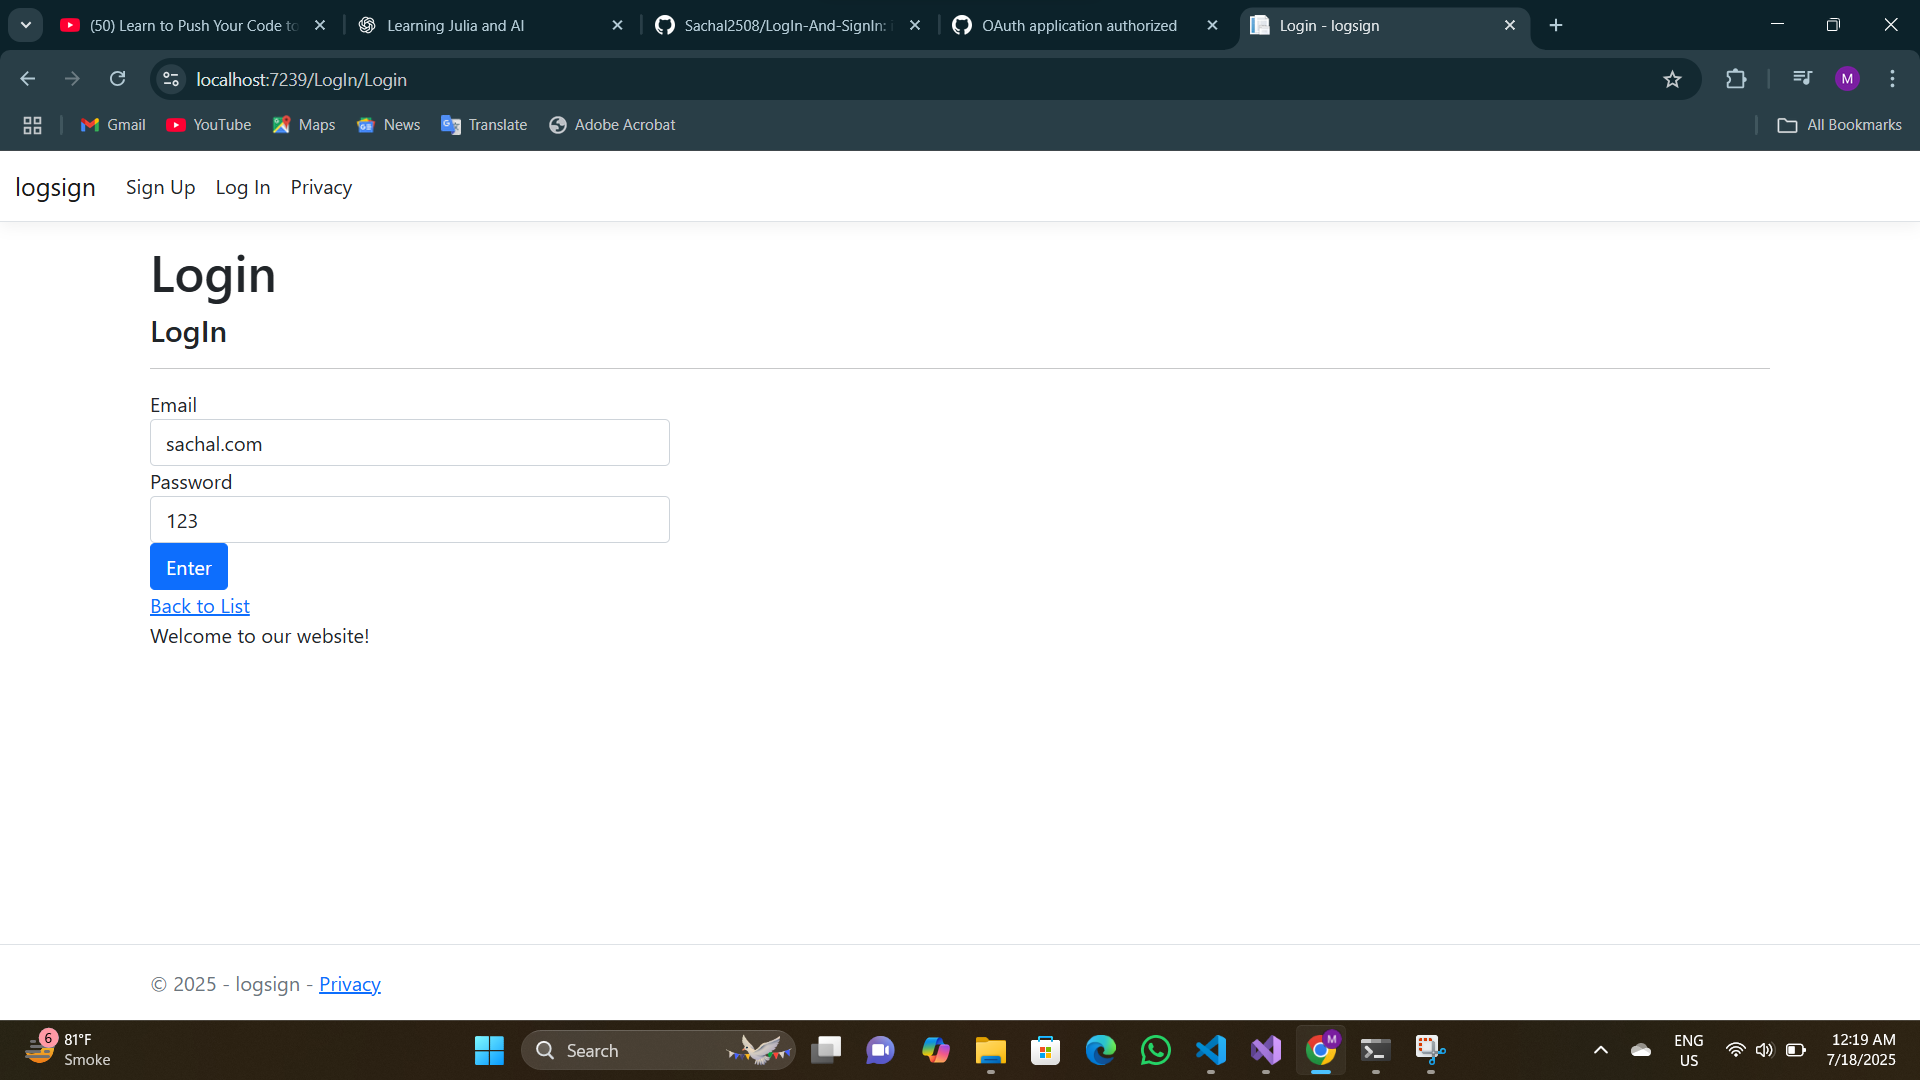 (50) Learn to Push Your Code to
Learning Julia and AI
Sachal2508/LogIn-And-SignIn:
OAuth application authorized
Login - logsign
localhost:7239/LogIn/Login
M
Gmail
YouTube
Maps
News
Translate
Adobe Acrobat
All Bookmarks
logsign
Sign Up
Log In
Privacy
Login
LogIn
Email
sachal.com
Password
123
Enter
Back to List
Welcome to our website!
© 2025 - logsign - Privacy
6
81°F
Smoke
Search
M
ENG
US
12:19 AM
7/18/2025